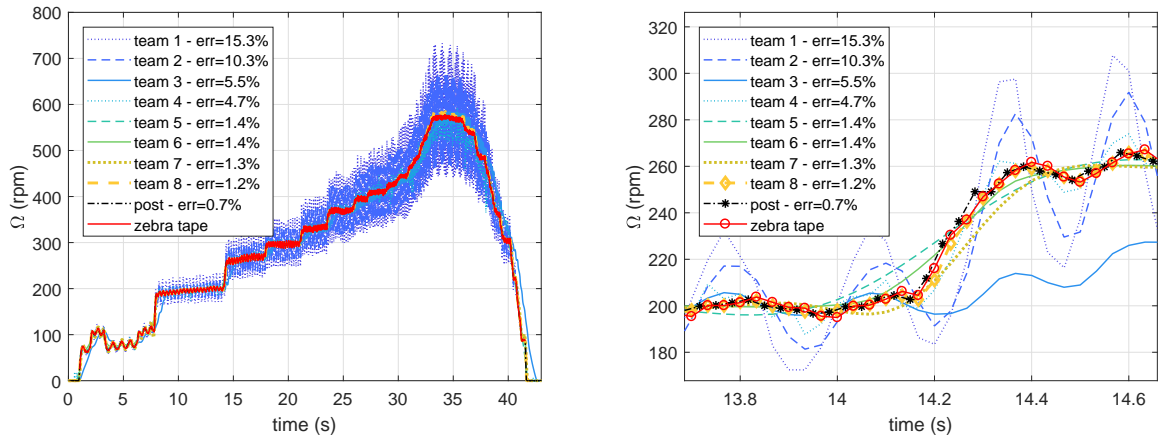 800
700
600
500
400
300
200
100
0
Ω (rpm)
team 1 - err=15.3%
team 2 - err=10.3%
team 3 - err=5.5%
team 4 - err=4.7%
team 5 - err=1.4%
team 6 - err=1.4%
team 7 - err=1.3%
team 8 - err=1.2%
post - err=0.7%
zebra tape
0 5 10 15 20 25 30 35 40
time (s)
320
300
280
260
240
220
200
180
Ω (rpm)
team 1 - err=15.3%
team 2 - err=10.3%
team 3 - err=5.5%
team 4 - err=4.7%
team 5 - err=1.4%
team 6 - err=1.4%
team 7 - err=1.3%
team 8 - err=1.2%
post - err=0.7%
zebra tape
13.8 14 14.2 14.4 14.6
time (s)